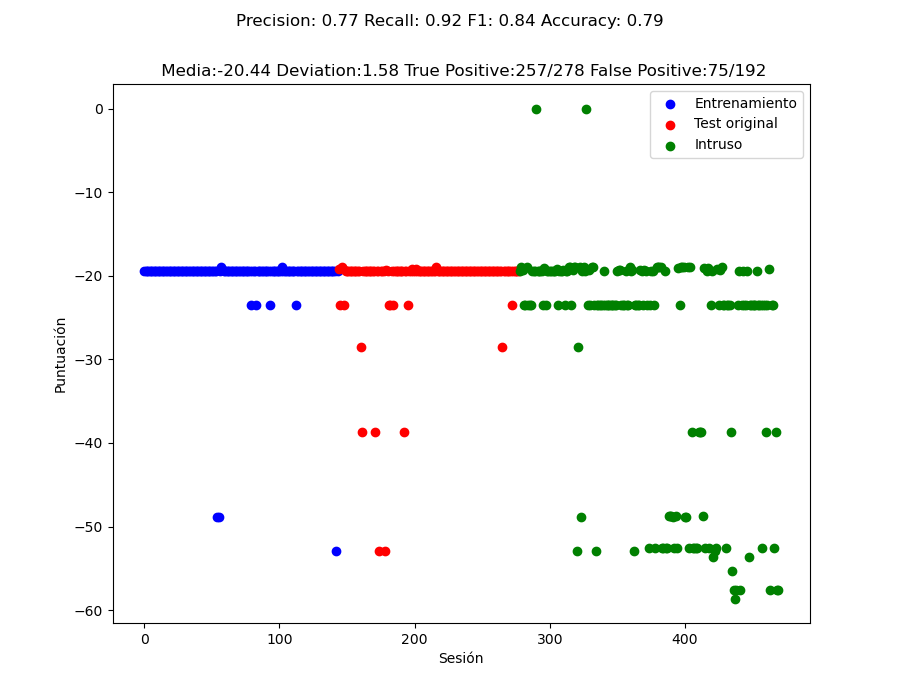 Precision: 0.77 Recall: 0.92 F1: 0.84 Accuracy: 0.79
Media:-20.44 Deviation:1.58 True Positive:257/278 False Positive:75/192
Entrenamiento
Test original
Intruso
0
−10
−20
−30
−40
−50
−60
Puntuación
0
100
200
300
400
Sesión